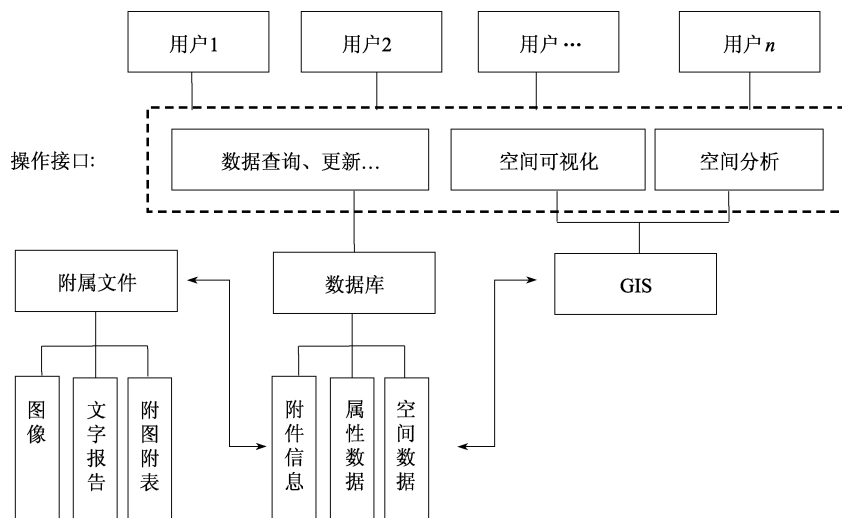 用户1
用户2
用户…
用户n
操作接口:
数据查询、更新…
空间可视化
空间分析
附属文件
数据库
GIS
图像
文字报告
附图附表
附件信息
属性数据
空间数据